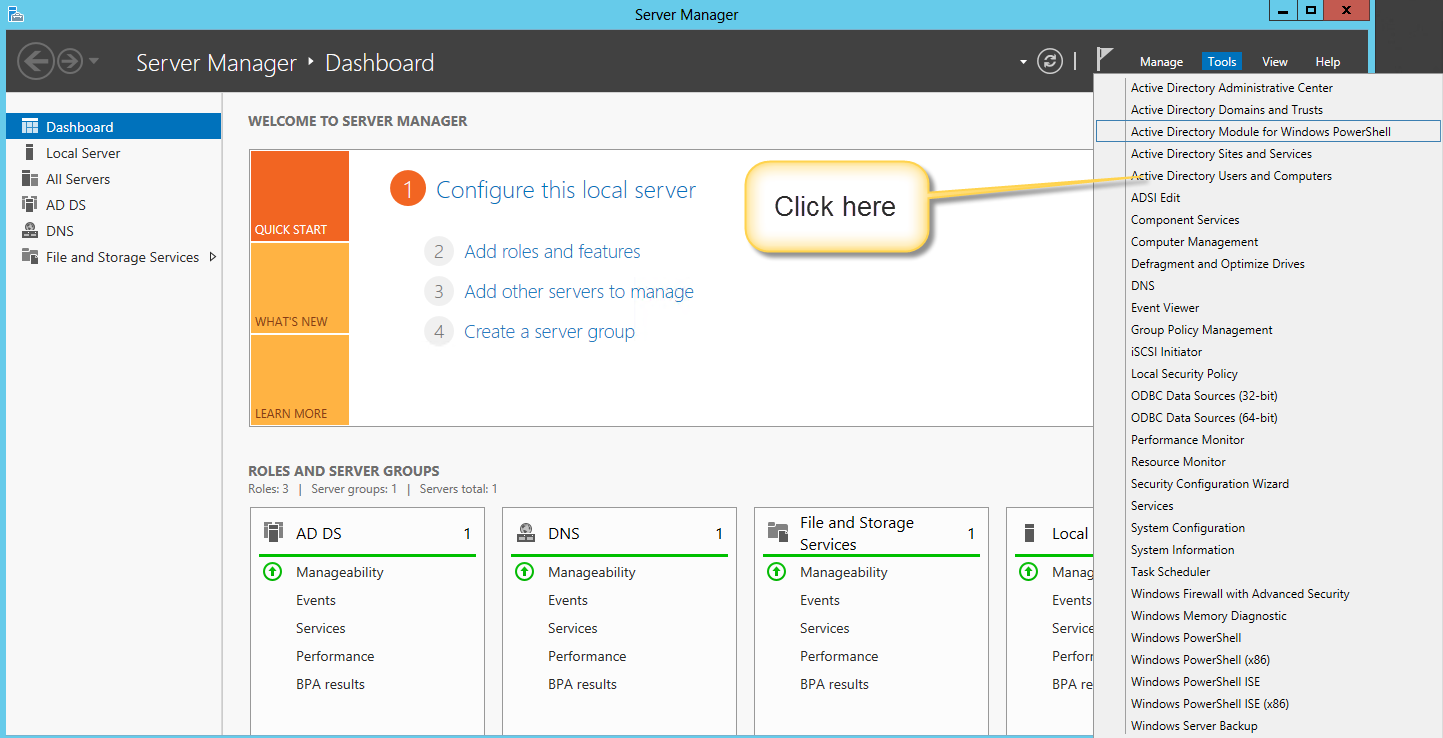 Server Manager
Server Manager ‣ Dashboard
Manage Tools View Help
Dashboard
Local Server
All Servers
AD DS
DNS
File and Storage Services
WELCOME TO SERVER MANAGER
QUICK START
WHAT'S NEW
LEARN MORE
1 Configure this local server
2 Add roles and features
3 Add other servers to manage
4 Create a server group
Click here
ROLES AND SERVER GROUPS
Roles: 3 | Server groups: 1 | Servers total: 1
AD DS 1
Manageability
Events
Services
Performance
BPA results
DNS 1
Manageability
Events
Services
Performance
BPA results
File and Storage
Services 1
Manageability
Events
Services
Performance
BPA results
Local
Manag
Events
Service
Perforr
BPA re
Active Directory Administrative Center
Active Directory Domains and Trusts
Active Directory Module for Windows PowerShell
Active Directory Sites and Services
Active Directory Users and Computers
ADSI Edit
Component Services
Computer Management
Defragment and Optimize Drives
DNS
Event Viewer
Group Policy Management
iSCSI Initiator
Local Security Policy
ODBC Data Sources (32-bit)
ODBC Data Sources (64-bit)
Performance Monitor
Resource Monitor
Security Configuration Wizard
Services
System Configuration
System Information
Task Scheduler
Windows Firewall with Advanced Security
Windows Memory Diagnostic
Windows PowerShell
Windows PowerShell (x86)
Windows PowerShell ISE
Windows PowerShell ISE (x86)
Windows Server Backup